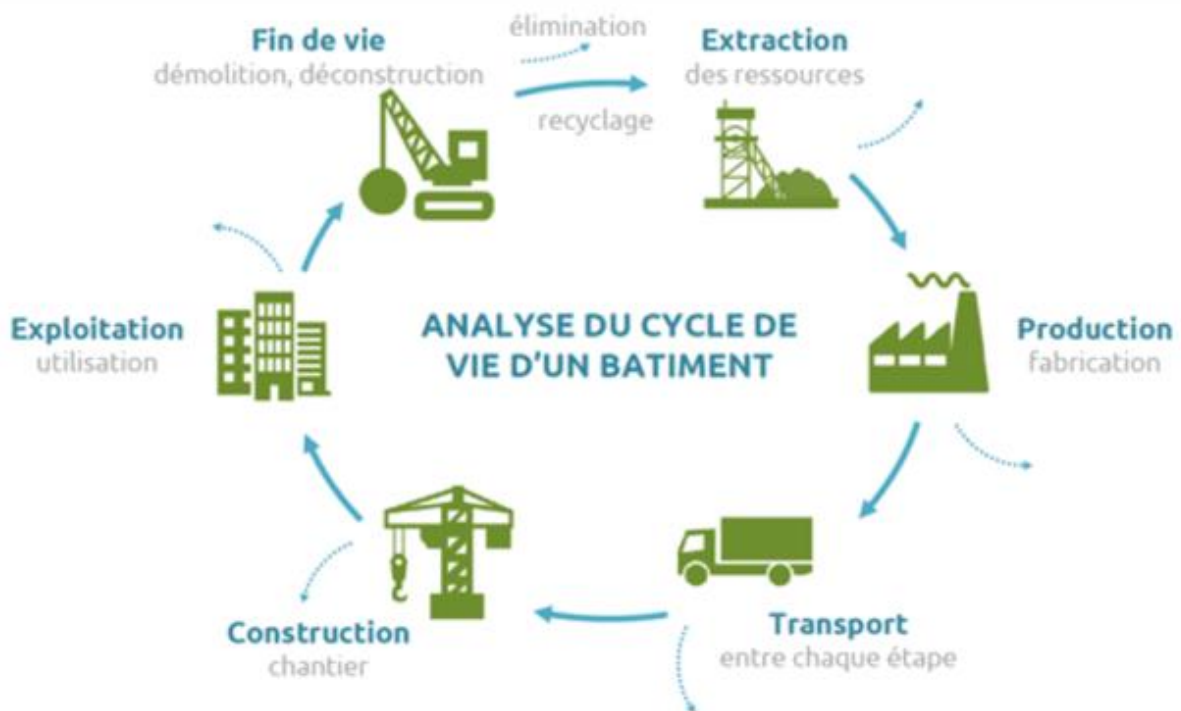 Fin de vie
démolition, déconstruction
élimination
recyclage
Extraction
des ressources
Exploitation
utilisation
ANALYSE DU CYCLE DE
VIE D'UN BATIMENT
Production
fabrication
Construction
chantier
Transport
entre chaque étape